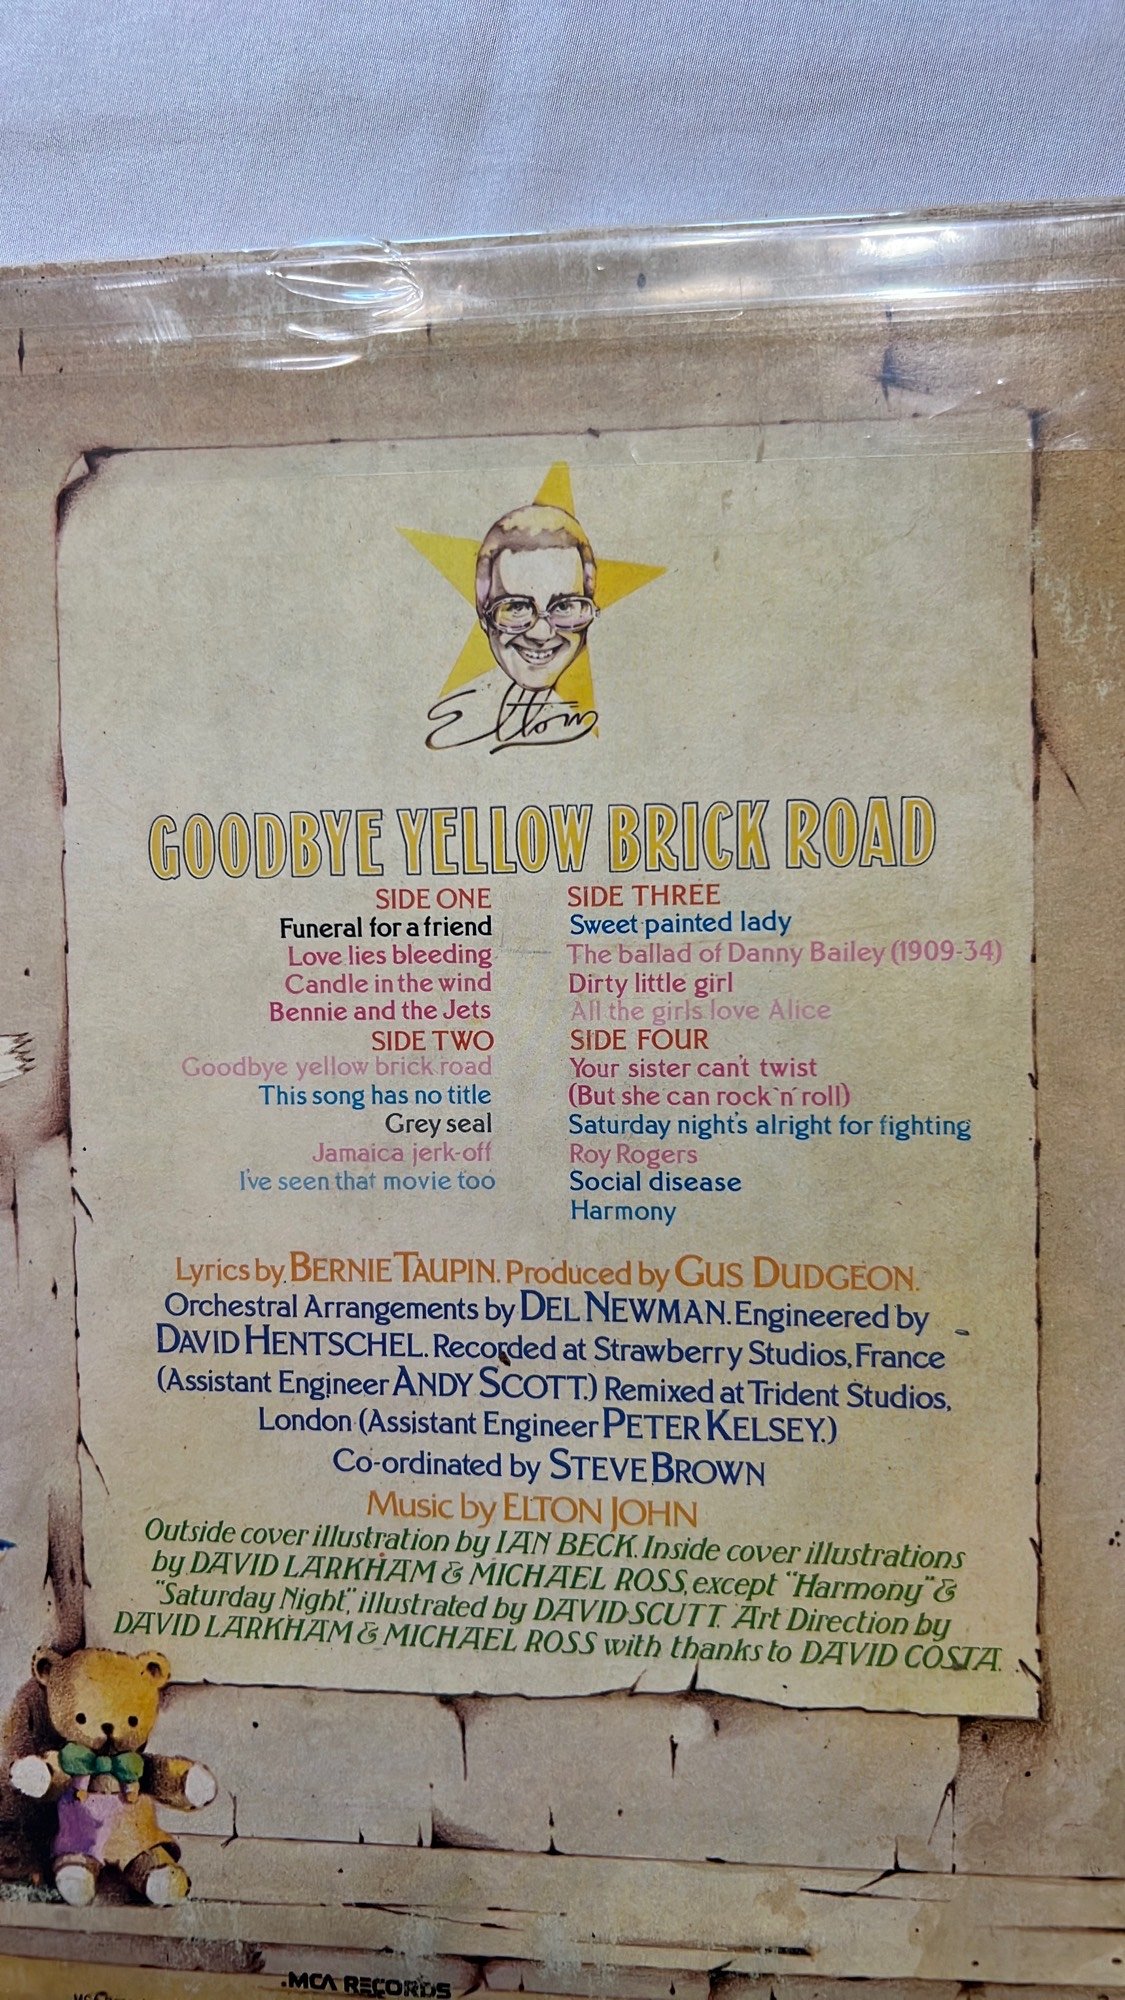 Elton
GOODBYE YELLOW BRICK ROAD
SIDE ONE
Funeral for a friend
Love lies bleeding
Candle in the wind
Bennie and the Jets
SIDE TWO
Goodbye yellow brick road
This song has no title
Grey seal
Jamaica jerk-off
I've seen that movie too
SIDE THREE
Sweet painted lady
The ballad of Danny Bailey (1909-34)
Dirty little girl
All the girls love Alice
SIDE FOUR
Your sister can't twist
(But she can rock 'n' roll)
Saturday night's alright for fighting
Roy Rogers
Social disease
Harmony
Lyrics by BERNIE TAUPIN. Produced by GUS DUDGEON.
Orchestral Arrangements by DEL NEWMAN. Engineered by
DAVID HENTSCHEL. Recorded at Strawberry Studios, France
(Assistant Engineer ANDY SCOTT.) Remixed at Trident Studios,
London (Assistant Engineer PETER KELSEY.)
Co-ordinated by STEVE BROWN
Music by ELTON JOHN
Outside cover illustration by IAN BECK. Inside cover illustrations
by DAVID LARKHAM & MICHAEL ROSS, except "Harmony" &
"Saturday Night", illustrated by DAVID SCUTT. Art Direction by
DAVID LARKHAM & MICHAEL ROSS with thanks to DAVID COSTA.
MCA RECORDS